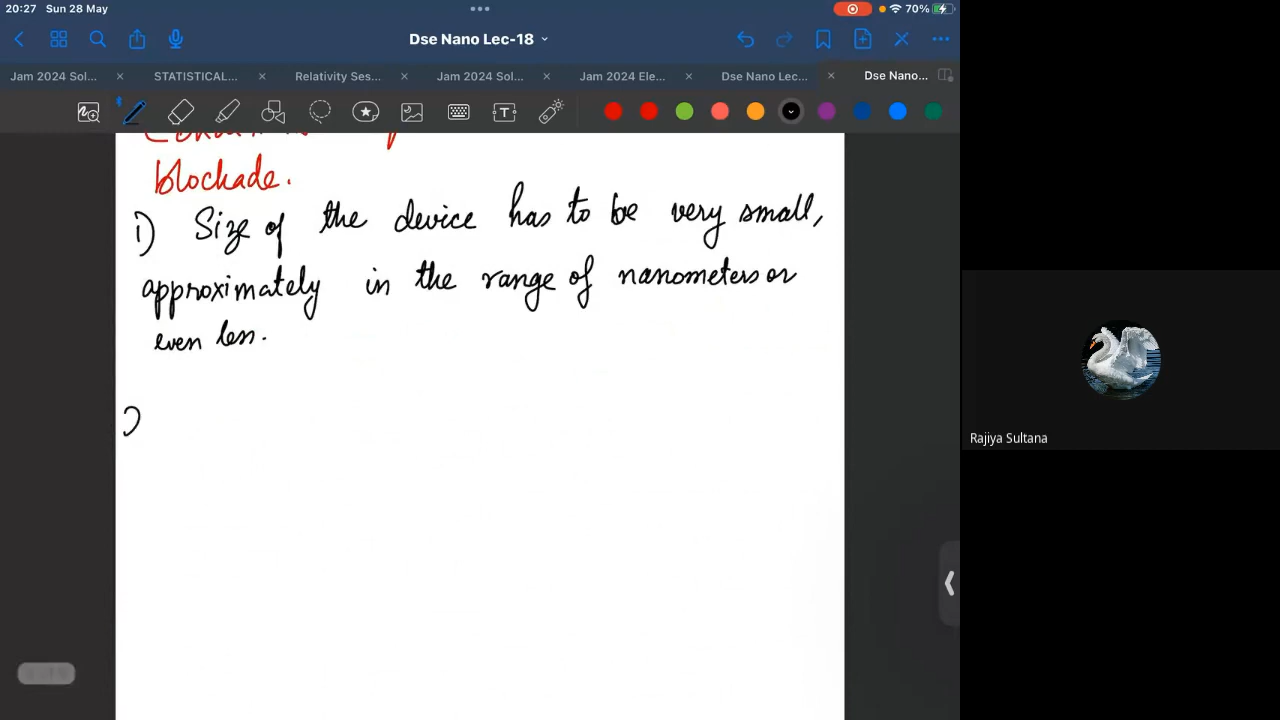 20:27 Sun 28 May
70%
Dse Nano Lec-18
Jam 2024 Sol...
STATISTICAL...
Relativity Ses...
Jam 2024 Sol...
Jam 2024 Ele...
Dse Nano Lec...
Dse Nano...
blockade.
1) Size of the device has to be very small,
approximately in the range of nanometers or
even less.
Rajiya Sultana